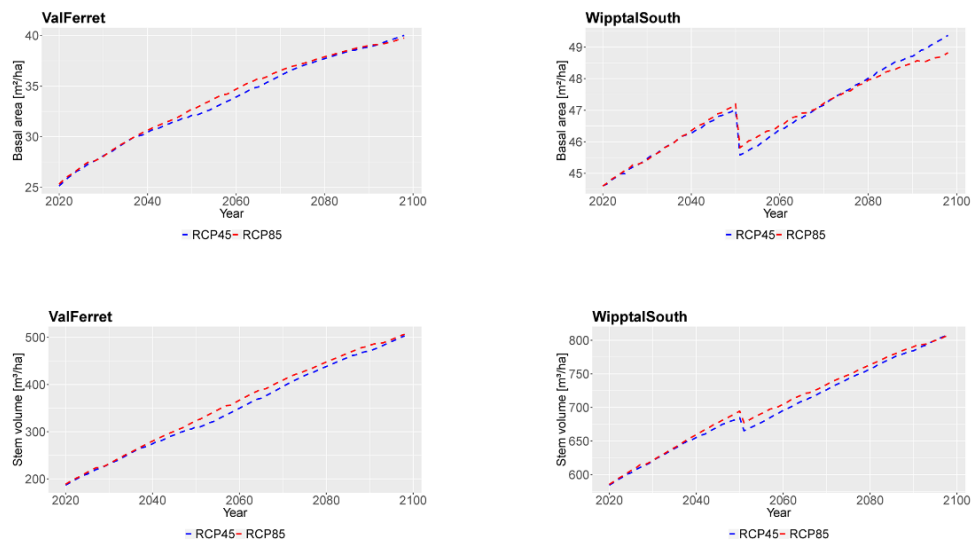 ValFerret
Basal area [m²/ha]
40
35
30
25
2020 2040 2060 2080 2100
Year
RCP45 RCP85
WipptalSouth
Basal area [m²/ha]
49
48
47
46
45
2020 2040 2060 2080 2100
Year
RCP45 RCP85
ValFerret
Stem volume [m³/ha]
500
400
300
200
2020 2040 2060 2080 2100
Year
RCP45 RCP85
WipptalSouth
Stem volume [m³/ha]
800
750
700
650
600
2020 2040 2060 2080 2100
Year
RCP45 RCP85